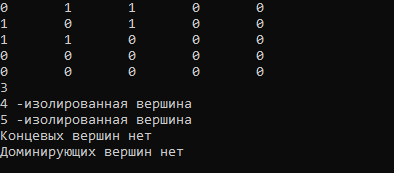 0 1 1 0 0
1 0 1 0 0
1 1 0 0 0
0 0 0 0 0
0 0 0 0 0
3
4 -изолированная вершина
5 -изолированная вершина
Концевых вершин нет
Доминирующих вершин нет